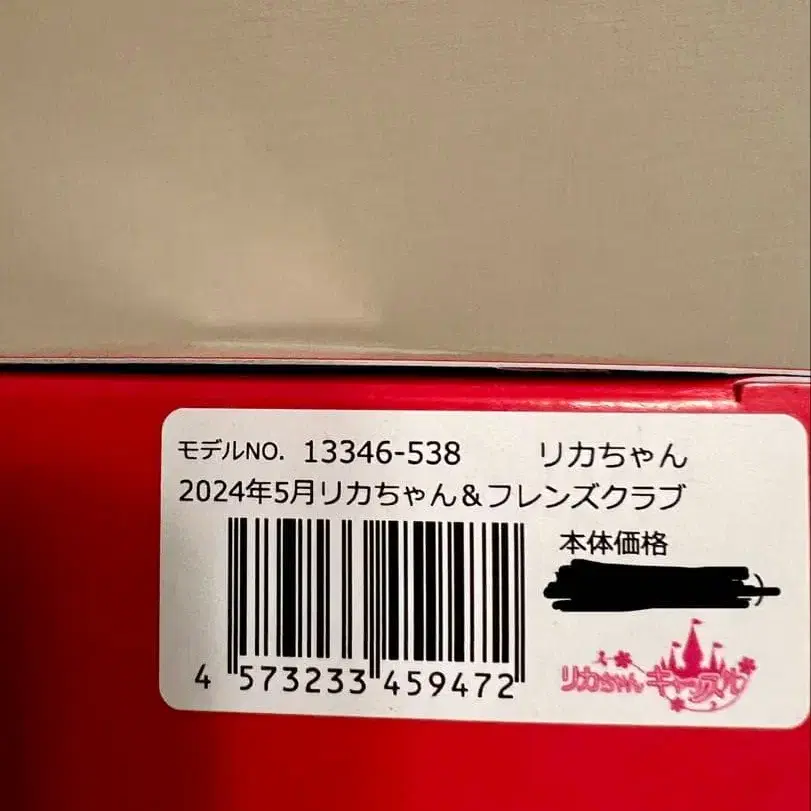 モデルNO. 13346-538 リカちゃん
2024年5月リカちゃん＆フレンズクラブ
本体価格
4 573233 459472
リカちゃんキャッスル